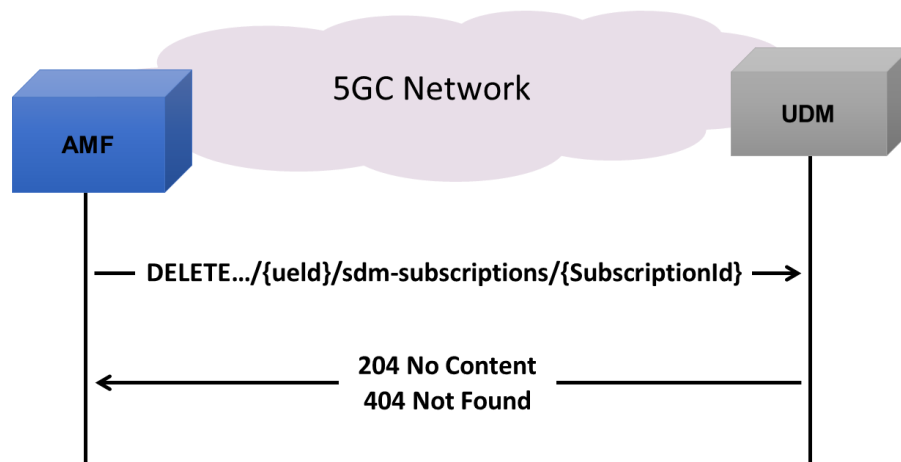 5GC Network
AMF
UDM
DELETE.../{ueId}/sdm-subscriptions/{SubscriptionId}
204 No Content
404 Not Found